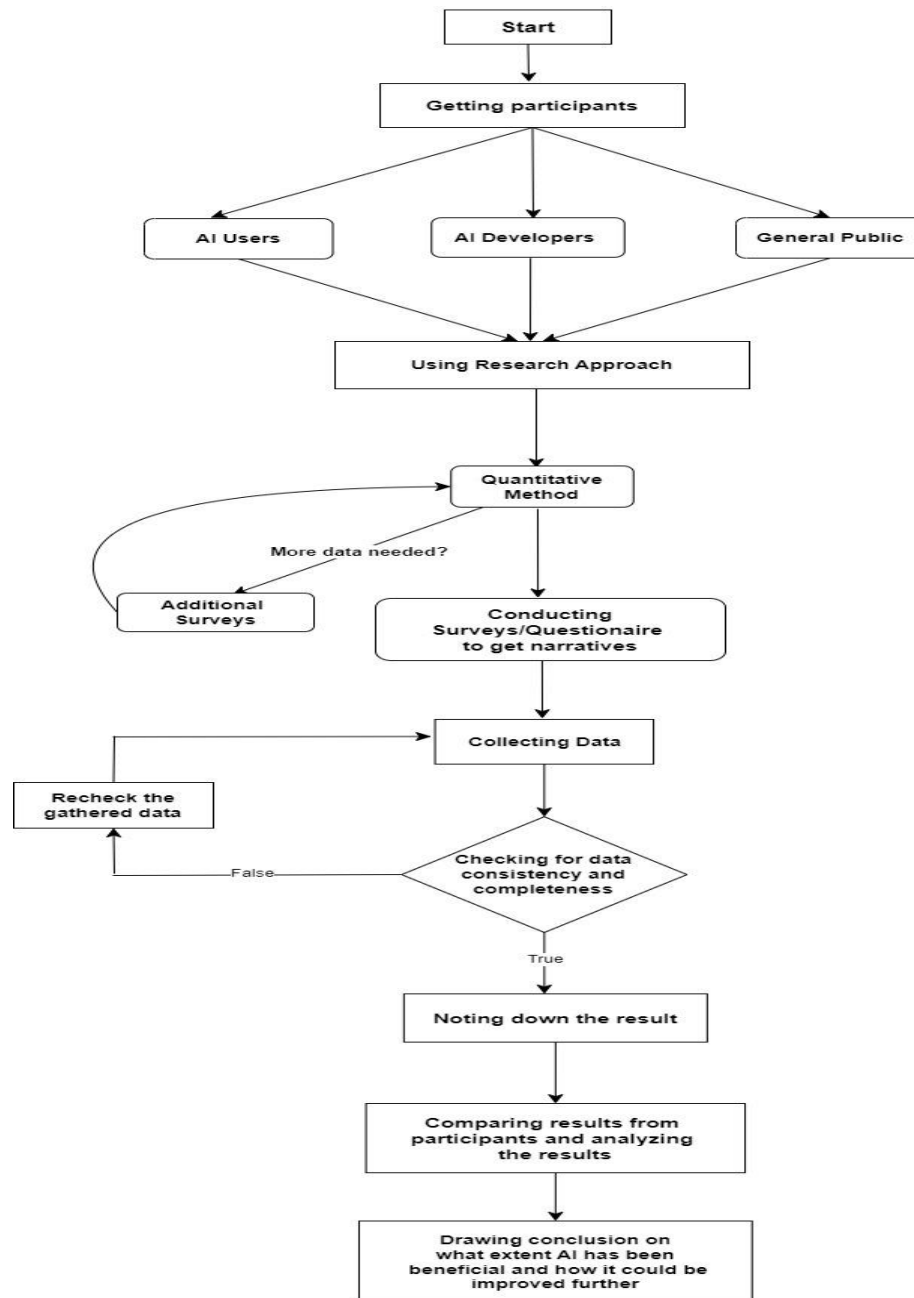 Start
Getting participants
AI Users
AI Developers
General Public
Using Research Approach
Quantitative
Method
More data needed?
Additional
Surveys
Conducting
Surveys/Questionaire
to get narratives
Collecting Data
Recheck the
gathered data
Checking for data
consistency and
completeness
False
True
Noting down the result
Comparing results from
participants and analyzing
the results
Drawing conclusion on
what extent AI has been
beneficial and how it could be
improved further